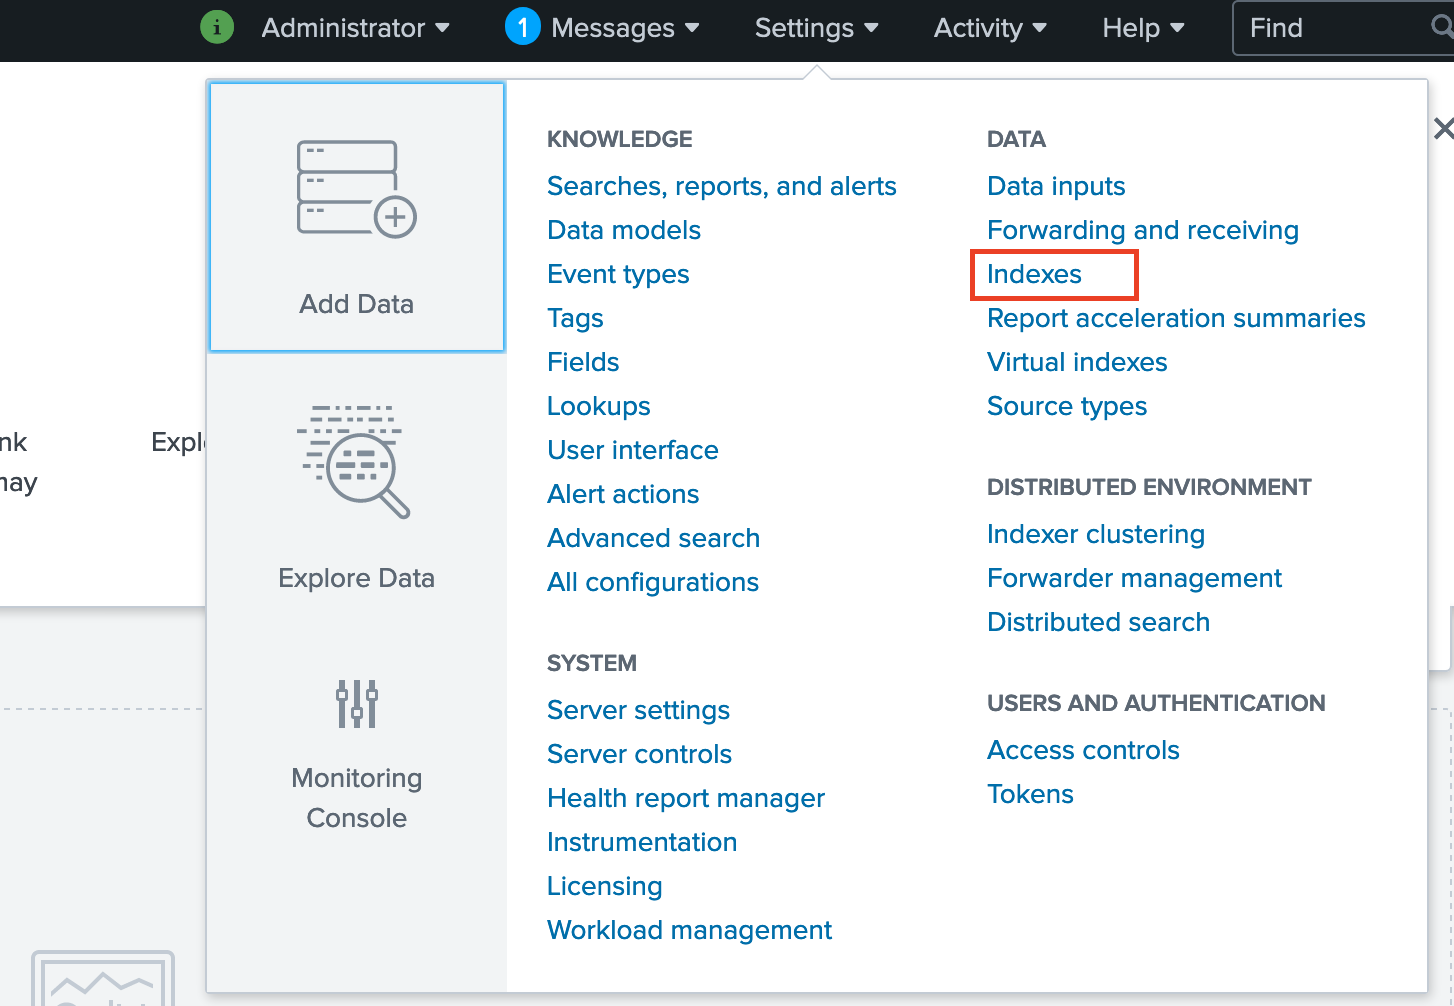 i Administrator 1 Messages Settings Activity Help Find
Add Data
Explore Data
Monitoring
Console
KNOWLEDGE
Searches, reports, and alerts
Data models
Event types
Tags
Fields
Lookups
User interface
Alert actions
Advanced search
All configurations
SYSTEM
Server settings
Server controls
Health report manager
Instrumentation
Licensing
Workload management
DATA
Data inputs
Forwarding and receiving
Indexes
Report acceleration summaries
Virtual indexes
Source types
DISTRIBUTED ENVIRONMENT
Indexer clustering
Forwarder management
Distributed search
USERS AND AUTHENTICATION
Access controls
Tokens